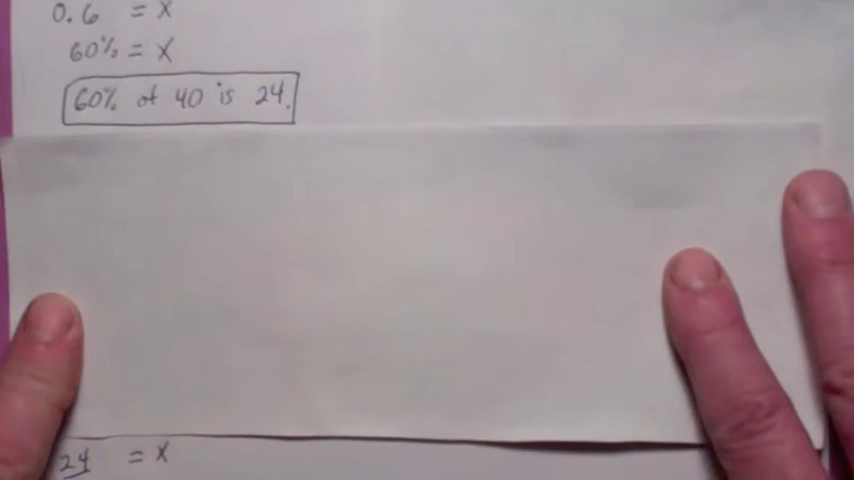 0.6 = x
60% = x
60% of 40 is 24.
24 = x